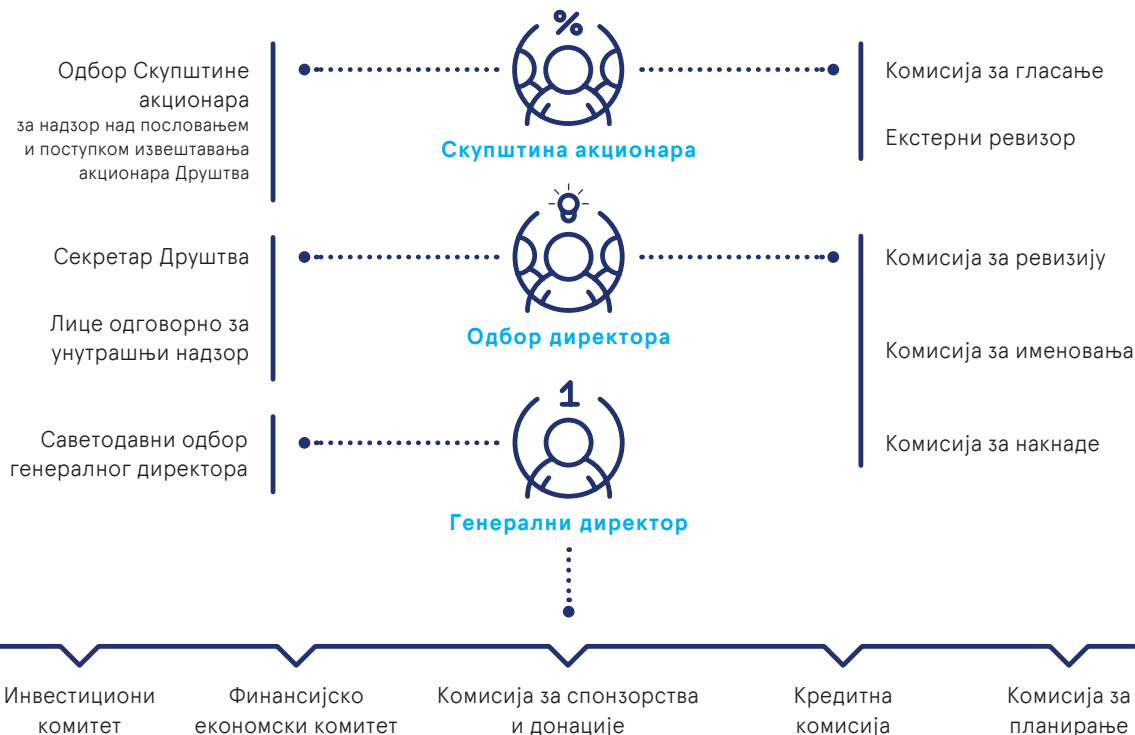 %
Одбор Скупштине
акционара
за надзор над пословањем
и поступком извештавања
акционара Друштва
Скупштина акционара
Комисија за гласање
Екстерни ревизор
Секретар Друштва
Лице одговорно за
унутрашњи надзор
Одбор директора
Комисија за ревизију
Комисија за именовања
Комисија за накнаде
1
Саветодавни одбор
генералног директора
Генерални директор
Инвестициони
комитет
Финансијско
економски комитет
Комисија за спонзорства
и донације
Кредитна
комисија
Комисија за
планирање